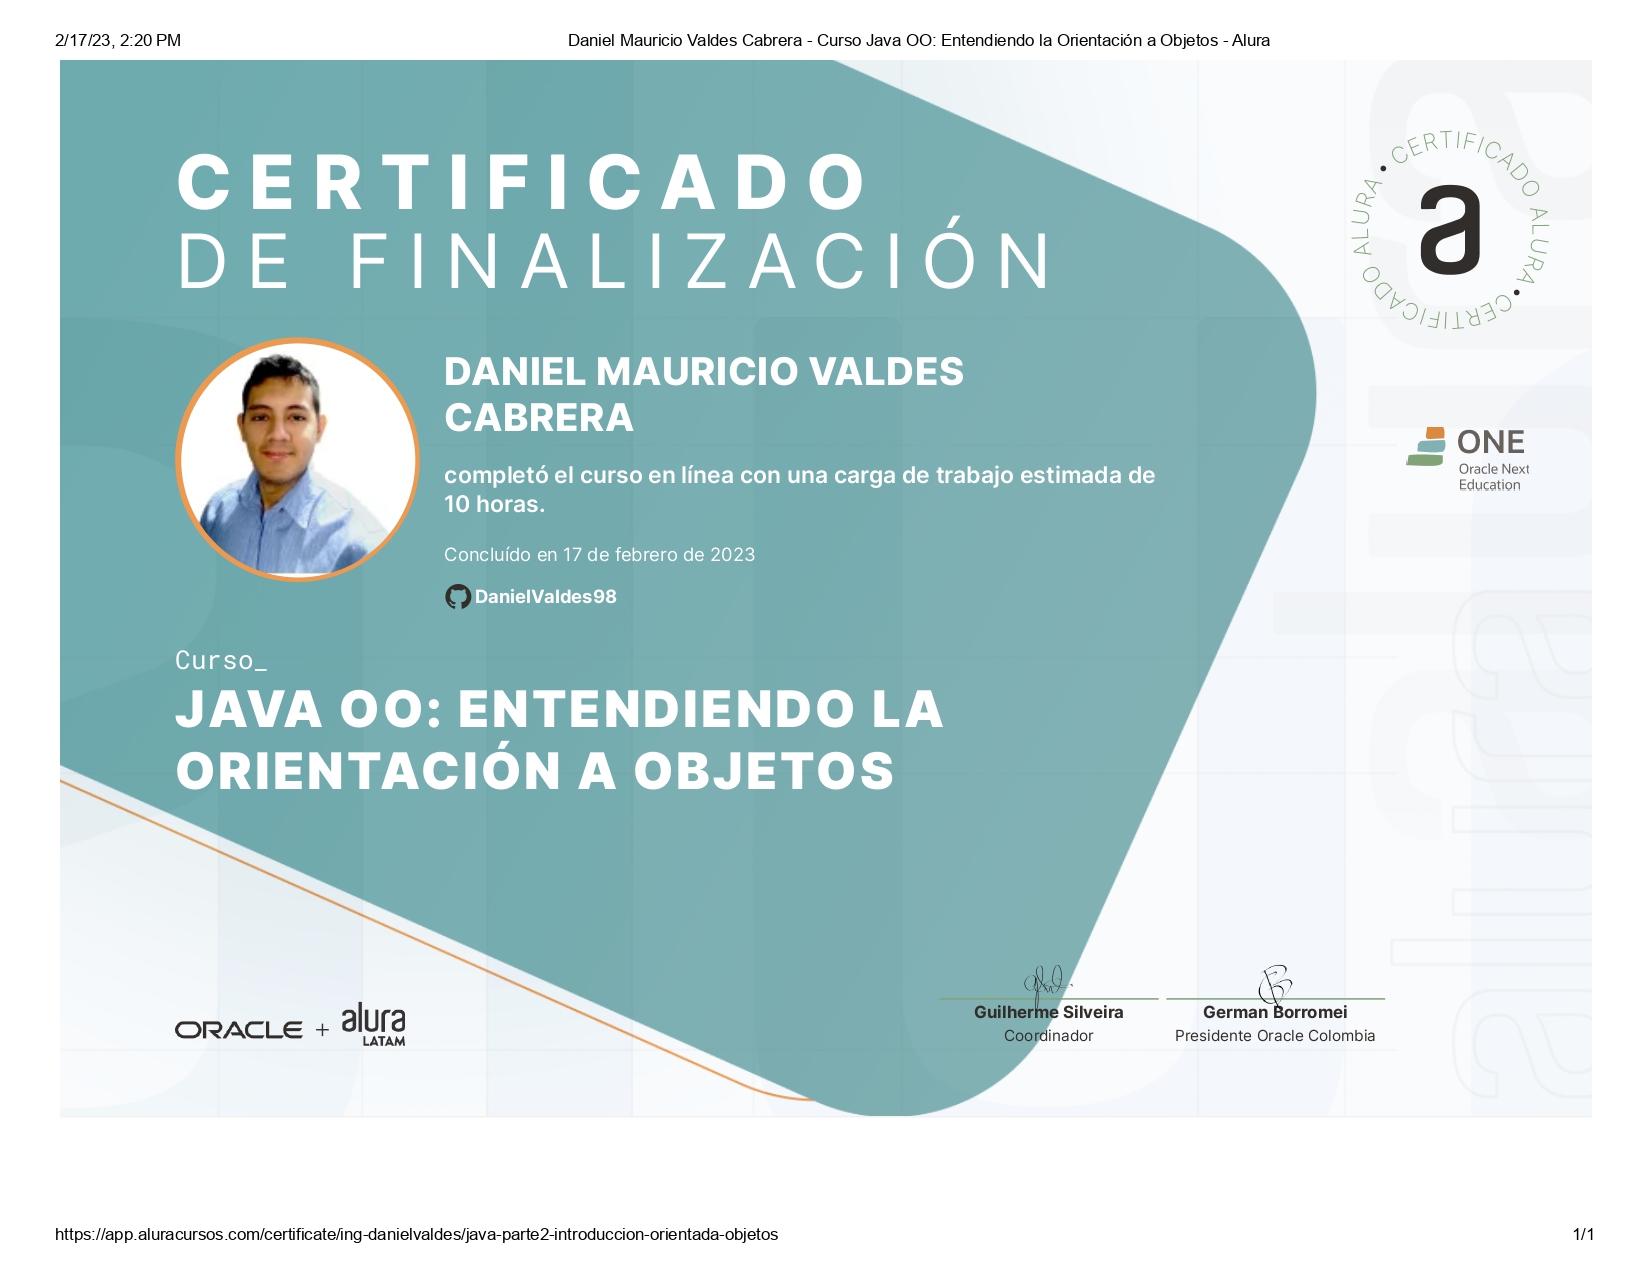 2/17/23, 2:20 PM
Daniel Mauricio Valdes Cabrera - Curso Java OO: Entendiendo la Orientación a Objetos - Alura
CERTIFICADO
DE FINALIZACIÓN
CERTIFICADO ALURA • CERTIFICADO ALURA •
a
DANIEL MAURICIO VALDES
CABRERA
completó el curso en línea con una carga de trabajo estimada de
10 horas.
Concluído en 17 de febrero de 2023
DanielValdes98
ONE
Oracle Next
Education
Curso_
JAVA OO: ENTENDIENDO LA
ORIENTACIÓN A OBJETOS
ORACLE + alura
LATAM
Guilherme Silveira
Coordinador
German Borromei
Presidente Oracle Colombia
alura
https://app.aluracursos.com/certificate/ing-danielvaldes/java-parte2-introduccion-orientada-objetos
1/1